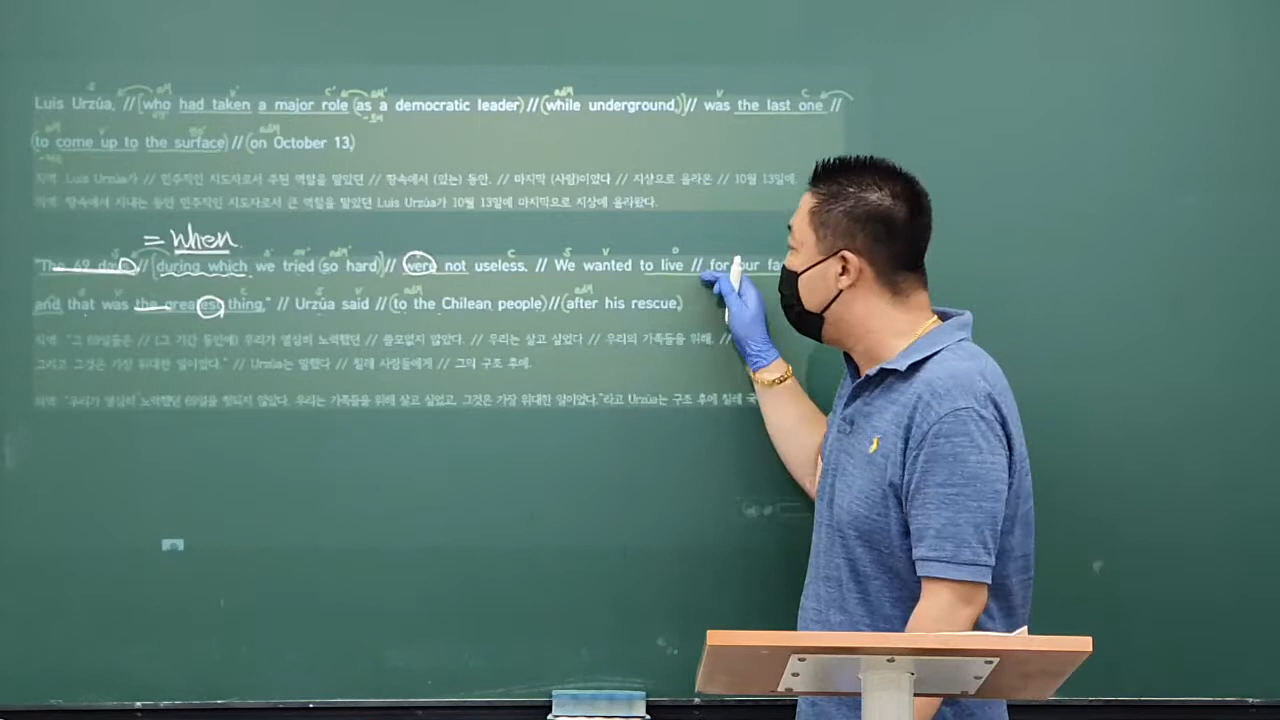 Luis Urzúa, // (who had taken a major role (as a democratic leader) // (while underground,)// was the last one //
(to come up to the surface) // (on October 13,)
직역: Luis Urzúa가 // 민주적인 지도자로서 주된 역할을 맡았던 // 땅속에서 (있는) 동안, // 마지막 (사람)이었다 // 지상으로 올라온 // 10월 13일에.
의역: 땅속에서 지내는 동안 민주적인 지도자로서 큰 역할을 맡았던 Luis Urzúa가 10월 13일에 마지막으로 지상에 올라왔다.
= when
"The 69 days // (during which we tried (so hard)// were not useless. // We wanted to live // for our
and that was the greatest thing," // Urzúa said // (to the Chilean people)//(after his rescue,)
직역: "그 69일들은 // (그 기간 동안에) 우리가 열심히 노력했던 // 쓸모없지 않았다. // 우리는 살고 싶었다 // 우리의 가족들을 위해, //
그리고 그것은 가장 위대한 일이었다." // Urzúa는 말했다 // 칠레 사람들에게 // 그의 구조 후에.
의역: "우리가 열심히 노력했던 69일은 헛되지 않았다. 우리는 가족들을 위해 살고 싶었고, 그것은 가장 위대한 일이었다."라고 Urzúa는 구조 후에 칠레